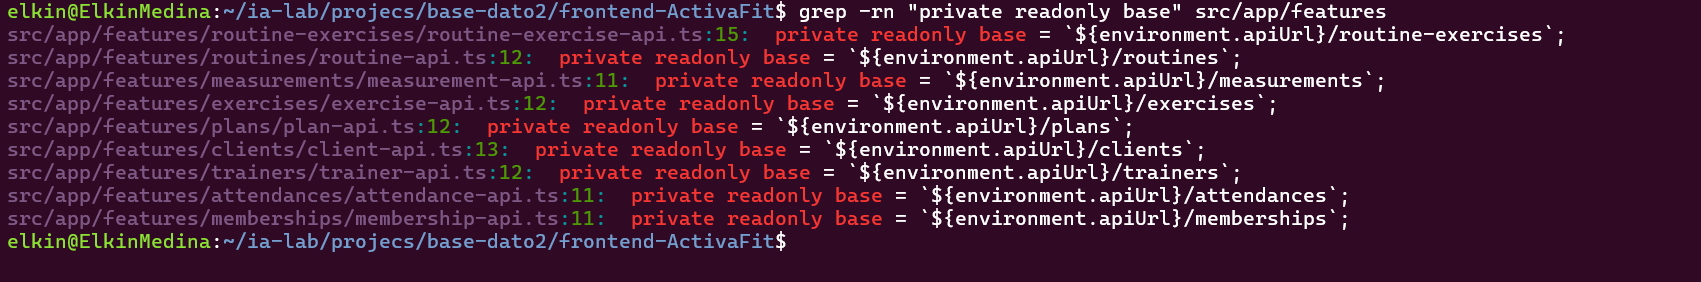 elkin@ElkinMedina:~/ia-lab/projecs/base-dato2/frontend-ActivaFit$ grep -rn "private readonly base" src/app/features
src/app/features/routine-exercises/routine-exercise-api.ts:15:  private readonly base = `${environment.apiUrl}/routine-exercises`;
src/app/features/routines/routine-api.ts:12:  private readonly base = `${environment.apiUrl}/routines`;
src/app/features/measurements/measurement-api.ts:11:  private readonly base = `${environment.apiUrl}/measurements`;
src/app/features/exercises/exercise-api.ts:12:  private readonly base = `${environment.apiUrl}/exercises`;
src/app/features/plans/plan-api.ts:12:  private readonly base = `${environment.apiUrl}/plans`;
src/app/features/clients/client-api.ts:13:  private readonly base = `${environment.apiUrl}/clients`;
src/app/features/trainers/trainer-api.ts:12:  private readonly base = `${environment.apiUrl}/trainers`;
src/app/features/attendances/attendance-api.ts:11:  private readonly base = `${environment.apiUrl}/attendances`;
src/app/features/memberships/membership-api.ts:11:  private readonly base = `${environment.apiUrl}/memberships`;
elkin@ElkinMedina:~/ia-lab/projecs/base-dato2/frontend-ActivaFit$